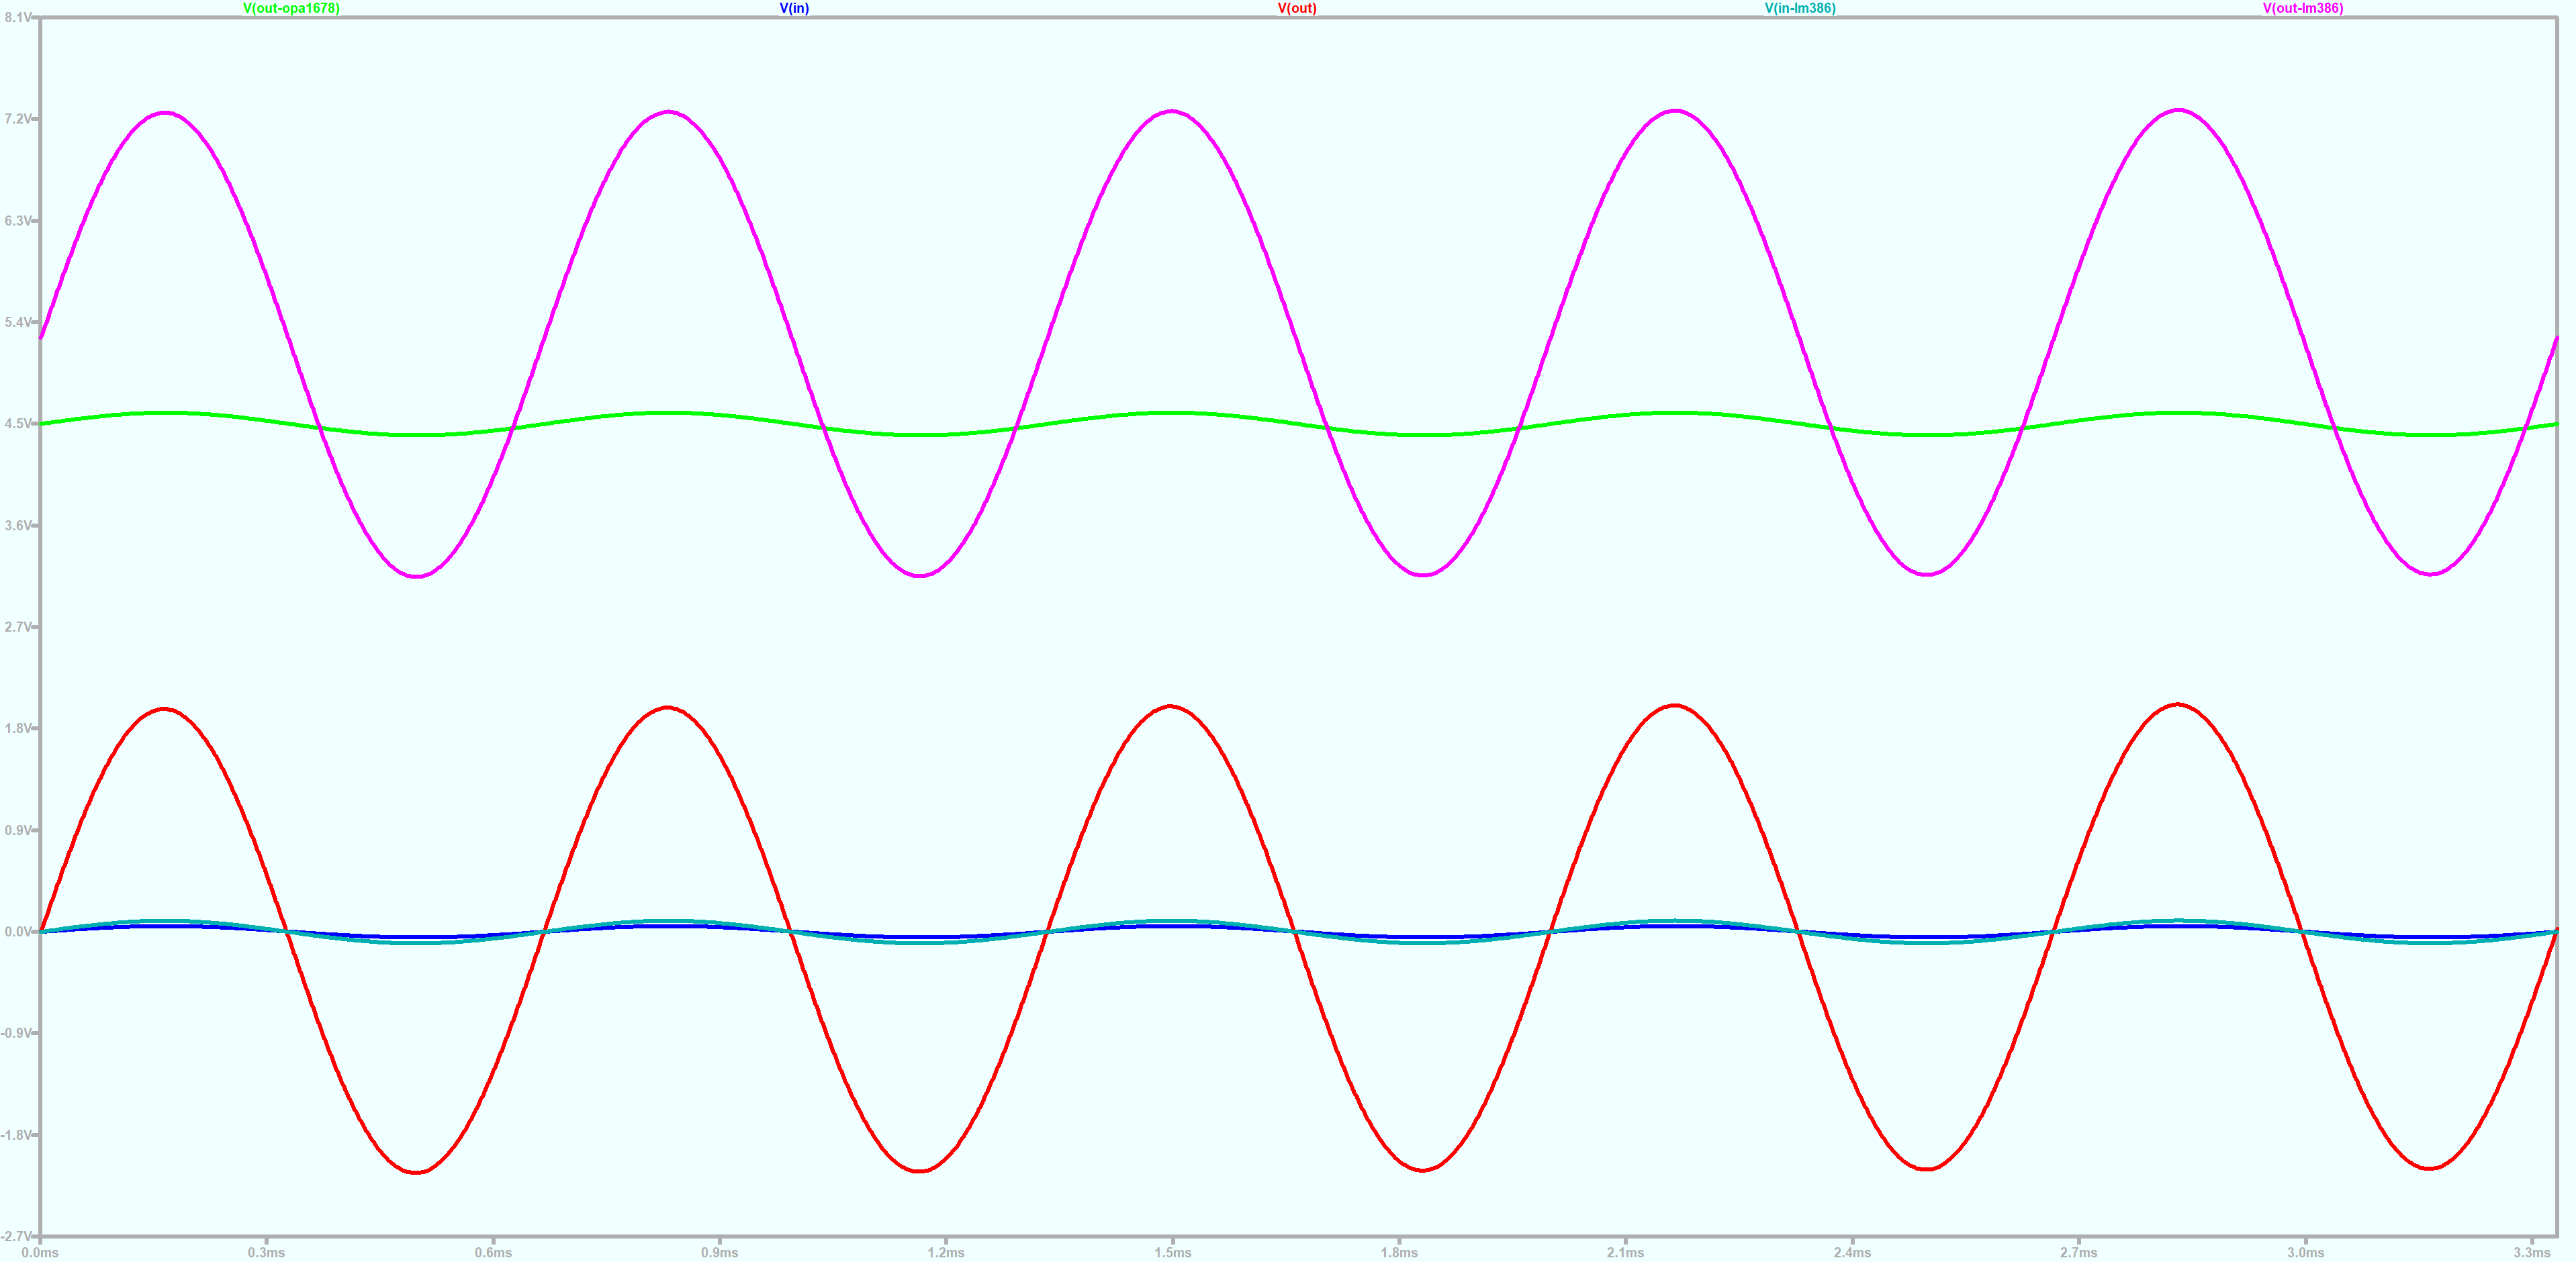 V(out-opa1678) V(in) V(out) V(in-lm386) V(out-lm386)
8.1V
7.2V
6.3V
5.4V
4.5V
3.6V
2.7V
1.8V
0.9V
0.0V
-0.9V
-1.8V
-2.7V
0.0ms 0.3ms 0.6ms 0.9ms 1.2ms 1.5ms 1.8ms 2.1ms 2.4ms 2.7ms 3.0ms 3.3ms